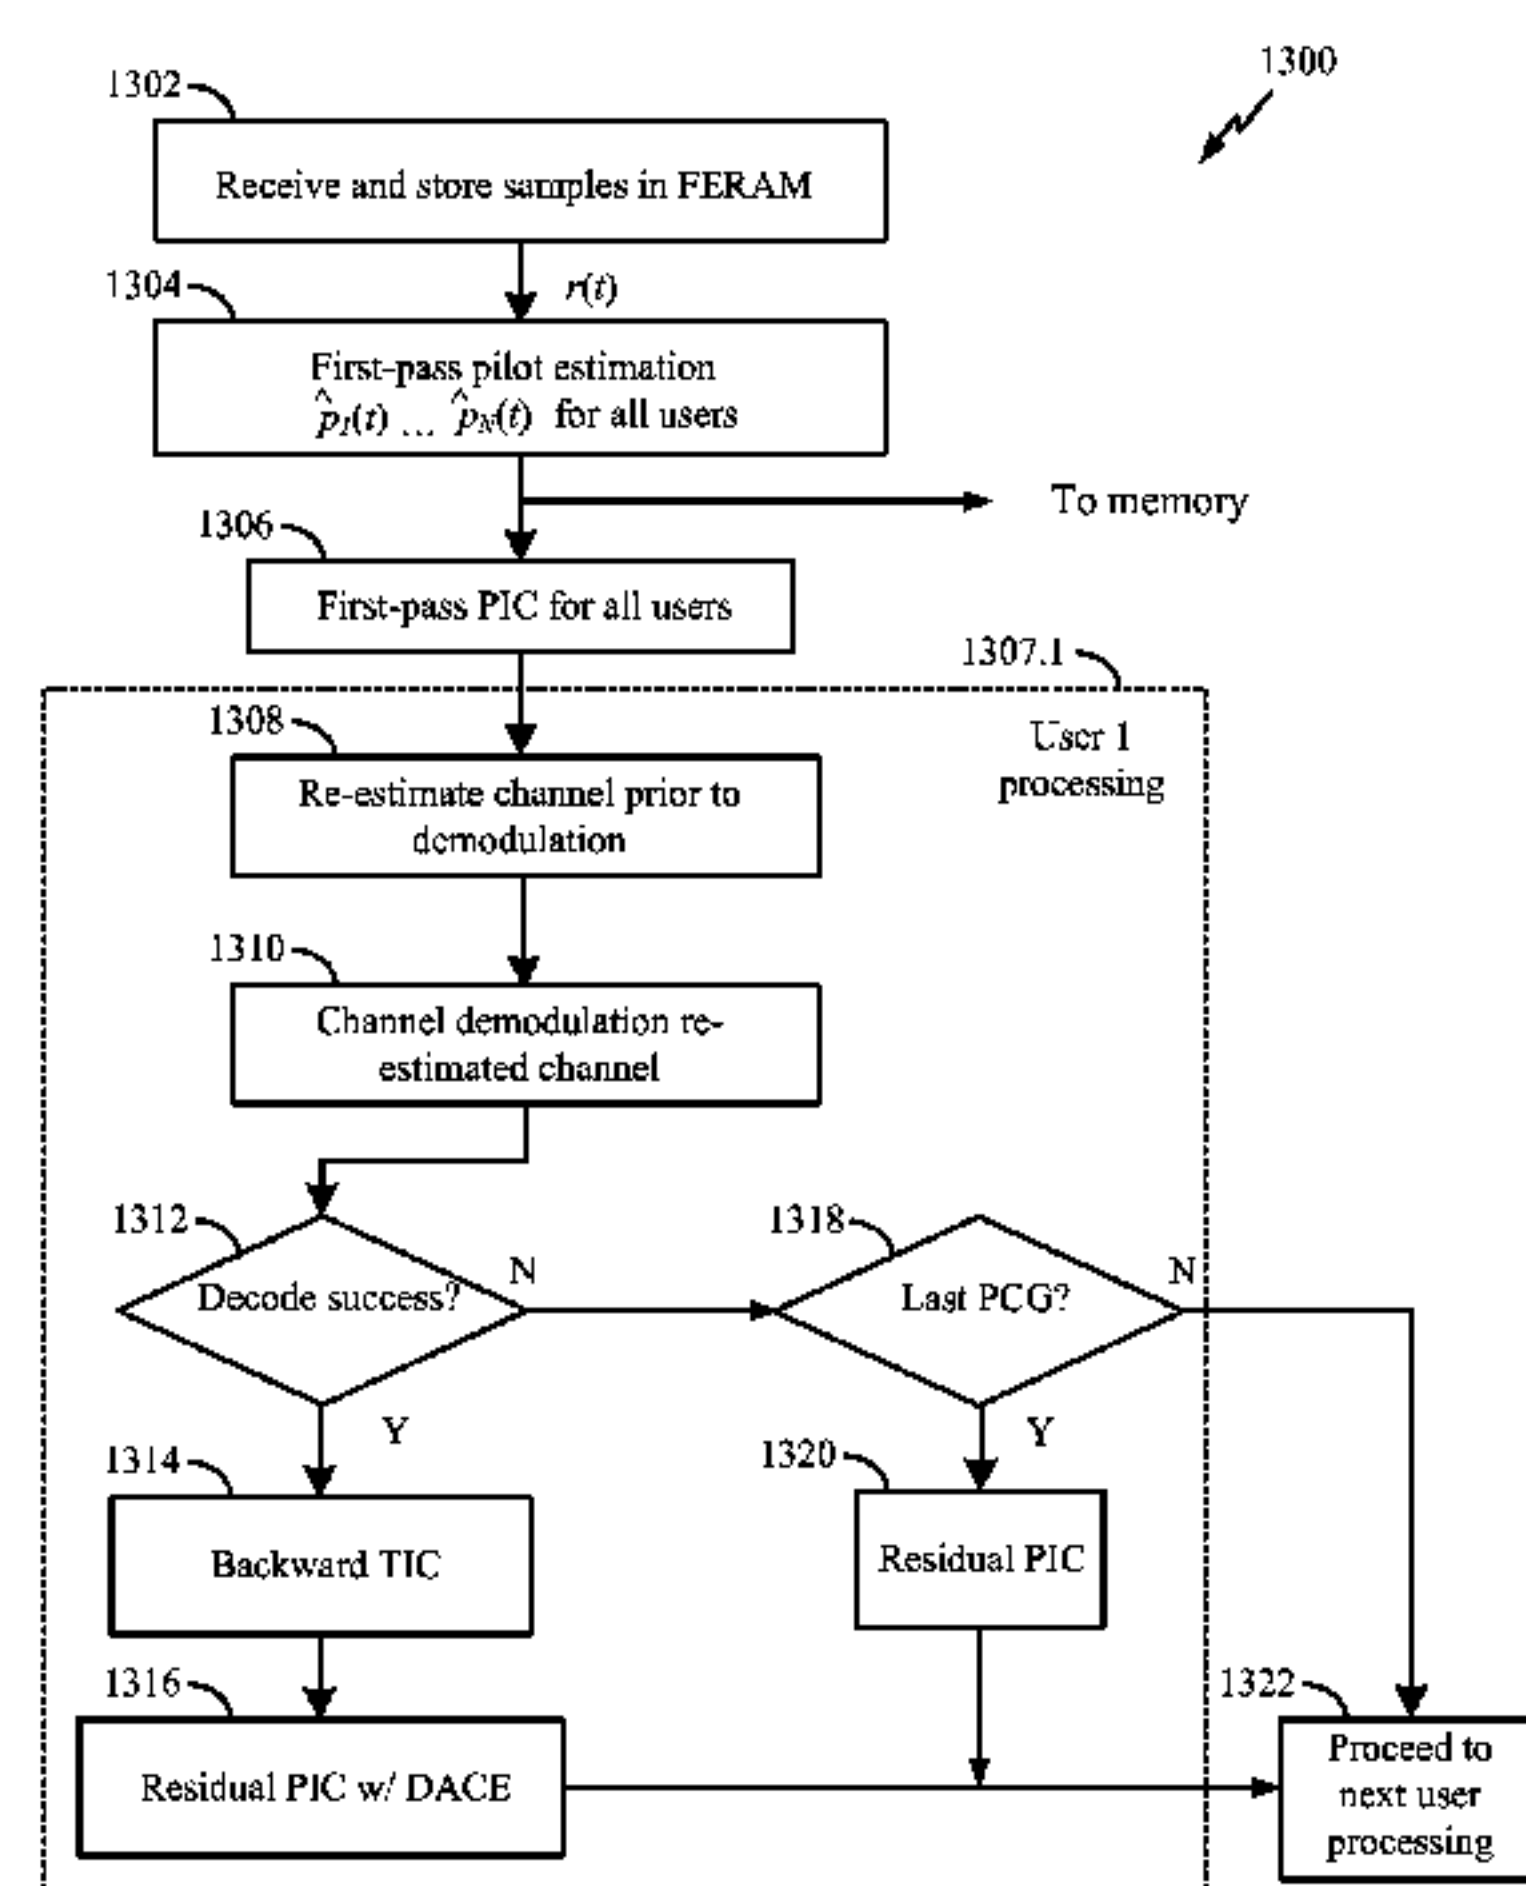 1300
1302
Receive and store samples in FERAM
r(t)
1304
First-pass pilot estimation
p̂₁(t) ... p̂_N(t) for all users
To memory
1306
First-pass PIC for all users
1307.1
User 1
processing
1308
Re-estimate channel prior to
demodulation
1310
Channel demodulation re-
estimated channel
1312
Decode success?
N
Y
1318
Last PCG?
N
Y
1314
Backward TIC
1320
Residual PIC
1316
Residual PIC w/ DACE
1322
Proceed to
next user
processing